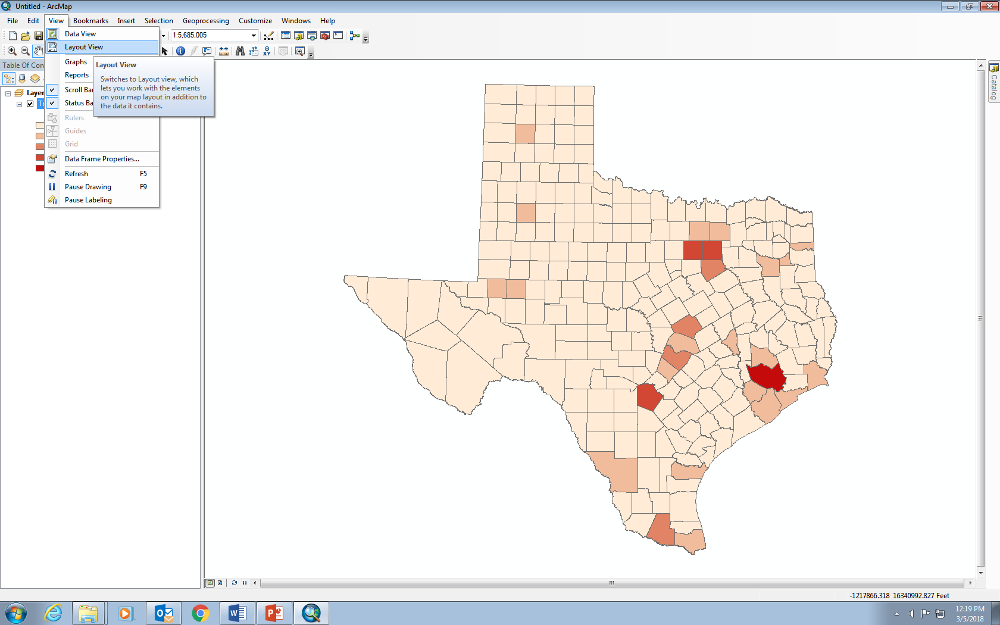 Untitled - ArcMap
File Edit View Bookmarks Insert Selection Geoprocessing Customize Windows Help
Data View
1:5,685,005
Layout View
XY
Table Of Con
Graphs
Layout View
Reports
Switches to Layout view, which
lets you work with the elements
on your map layout in addition to
the data it contains.
Scroll Bar
Layer
Status Ba
Te
Rulers
Guides
Grid
Data Frame Properties...
Refresh F5
Pause Drawing F9
Pause Labeling
Catalog
-1217866.318 16340992.827 Feet
12:19 PM
3/5/2018